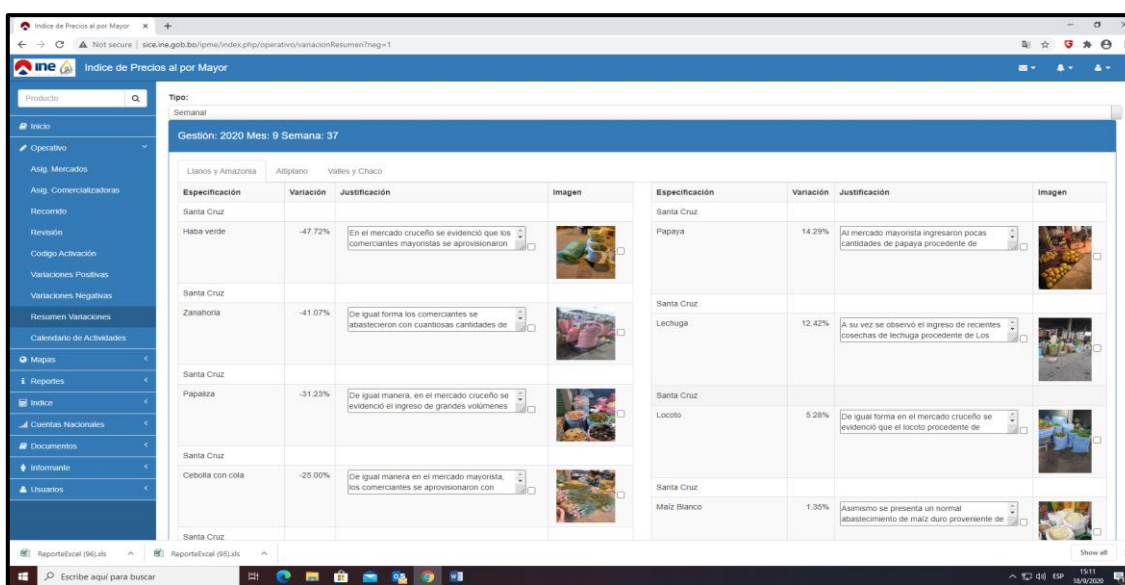 Indice de Precios al por Mayor
Not secure | sice.ine.gob.bo/ipme/index.php/operativo/variacionResumen?neg=1
ine Indice de Precios al por Mayor
Producto
Inicio
Operativo
Asig. Mercados
Asig. Comercializadoras
Recorrido
Revisión
Codigo Activación
Variaciones Positivas
Variaciones Negativas
Resumen Variaciones
Calendario de Actividades
Mapas
Reportes
Indice
Cuentas Nacionales
Documentos
Informante
Usuarios
Tipo:
Semanal
Gestión: 2020 Mes: 9 Semana: 37
Llanos y Amazonia Altiplano Valles y Chaco
Especificación Variación Justificación Imagen
Santa Cruz
Haba verde -47.72% En el mercado cruceño se evidenció que los
comerciantes mayoristas se aprovisionaron
Santa Cruz
Zanahoria -41.07% De igual forma los comerciantes se
abastecieron con cuantiosas cantidades de
Santa Cruz
Papaliza -31.23% De igual manera, en el mercado cruceño se
evidenció el ingreso de grandes volúmenes
Santa Cruz
Cebolla con cola -25.00% De igual manera en el mercado mayorista,
los comerciantes se aprovisionaron con
Santa Cruz
Especificación Variación Justificación Imagen
Santa Cruz
Papaya 14.29% Al mercado mayorista ingresaron pocas
cantidades de papaya procedente de
Santa Cruz
Lechuga 12.42% A su vez se observó el ingreso de recientes
cosechas de lechuga procedente de Los
Santa Cruz
Locoto 5.28% De igual forma en el mercado cruceño se
evidenció que el locoto procedente de
Santa Cruz
Maíz Blanco 1.35% Asimismo se presenta un normal
abastecimiento de maíz duro proveniente de
ReporteExcel (96).xls ReporteExcel (95).xls Show all
Escribe aquí para buscar
ESP 15:11
18/9/2020